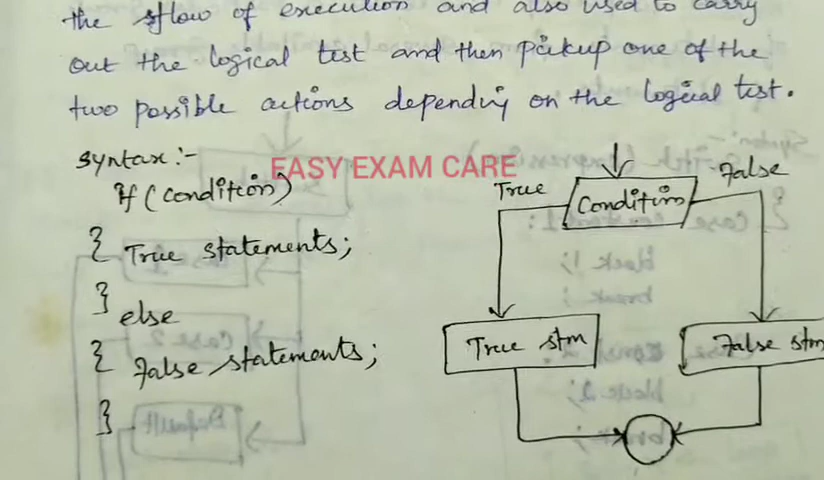 the flow of execution and also used to carry
out the logical test and then pickup one of the
two possible actions depending on the logical test.
Syntax:-
EASY EXAM CARE
if (condition)
{ True statements;
} else
{ False statements;
}
True
False
Condition
True stm
False stm